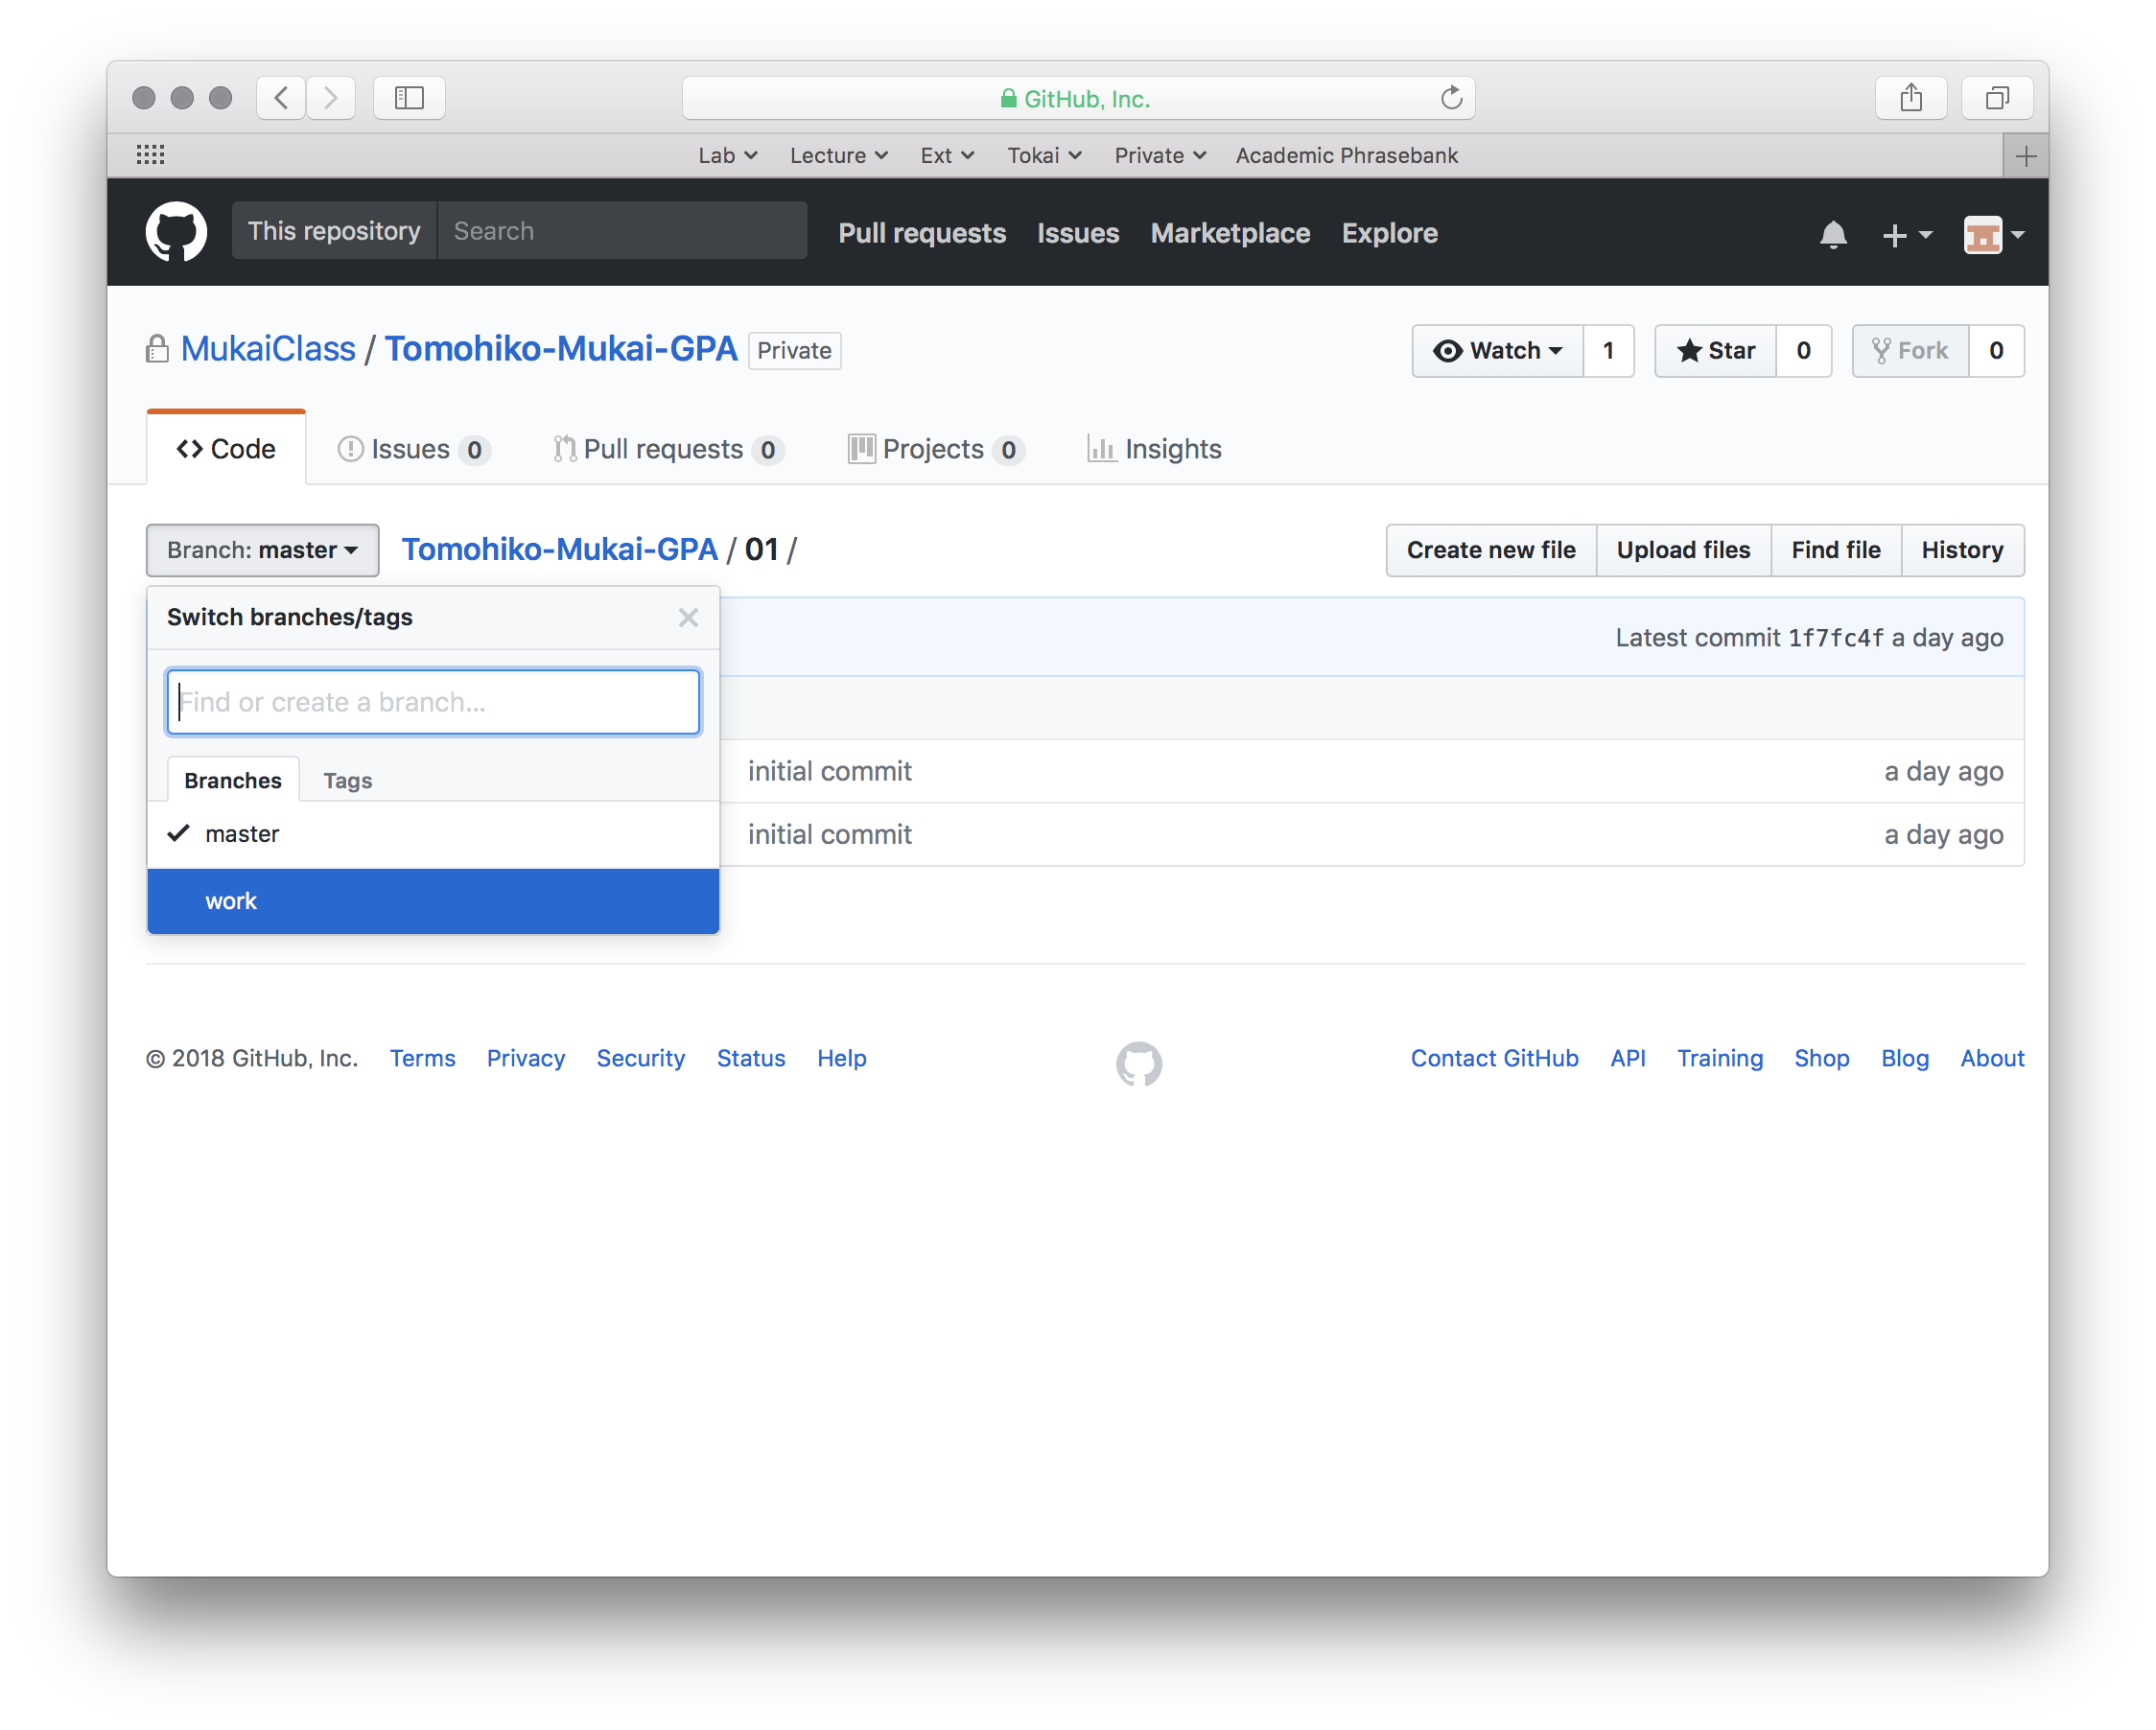 GitHub, Inc.
Lab Lecture Ext Tokai Private Academic Phrasebank
This repository Search Pull requests Issues Marketplace Explore
MukaiClass / Tomohiko-Mukai-GPA Private Watch 1 Star 0 Fork 0
Code Issues 0 Pull requests 0 Projects 0 Insights
Branch: master Tomohiko-Mukai-GPA / 01 / Create new file Upload files Find file History
Switch branches/tags
Latest commit 1f7fc4f a day ago
Find or create a branch...
Branches Tags
initial commit a day ago
master
initial commit a day ago
work
© 2018 GitHub, Inc. Terms Privacy Security Status Help Contact GitHub API Training Shop Blog About